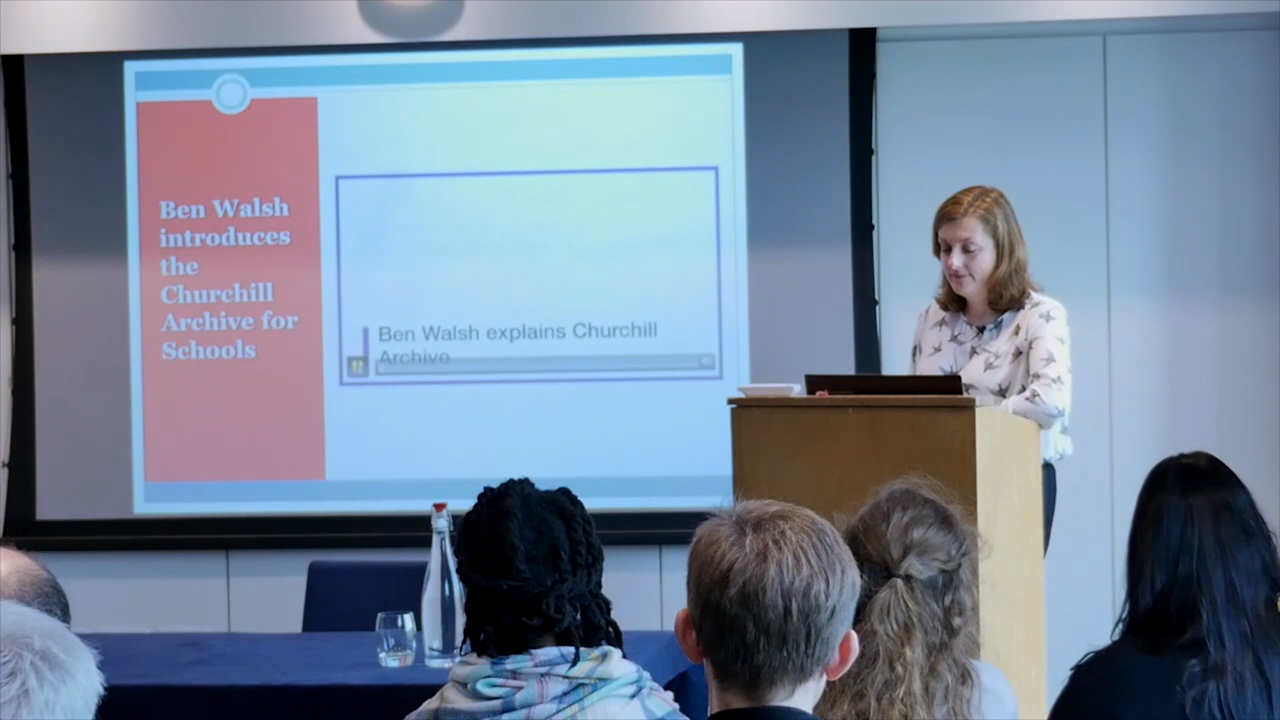 Ben Walsh
introduces
the
Churchill
Archive for
Schools
Ben Walsh explains Churchill
Archive